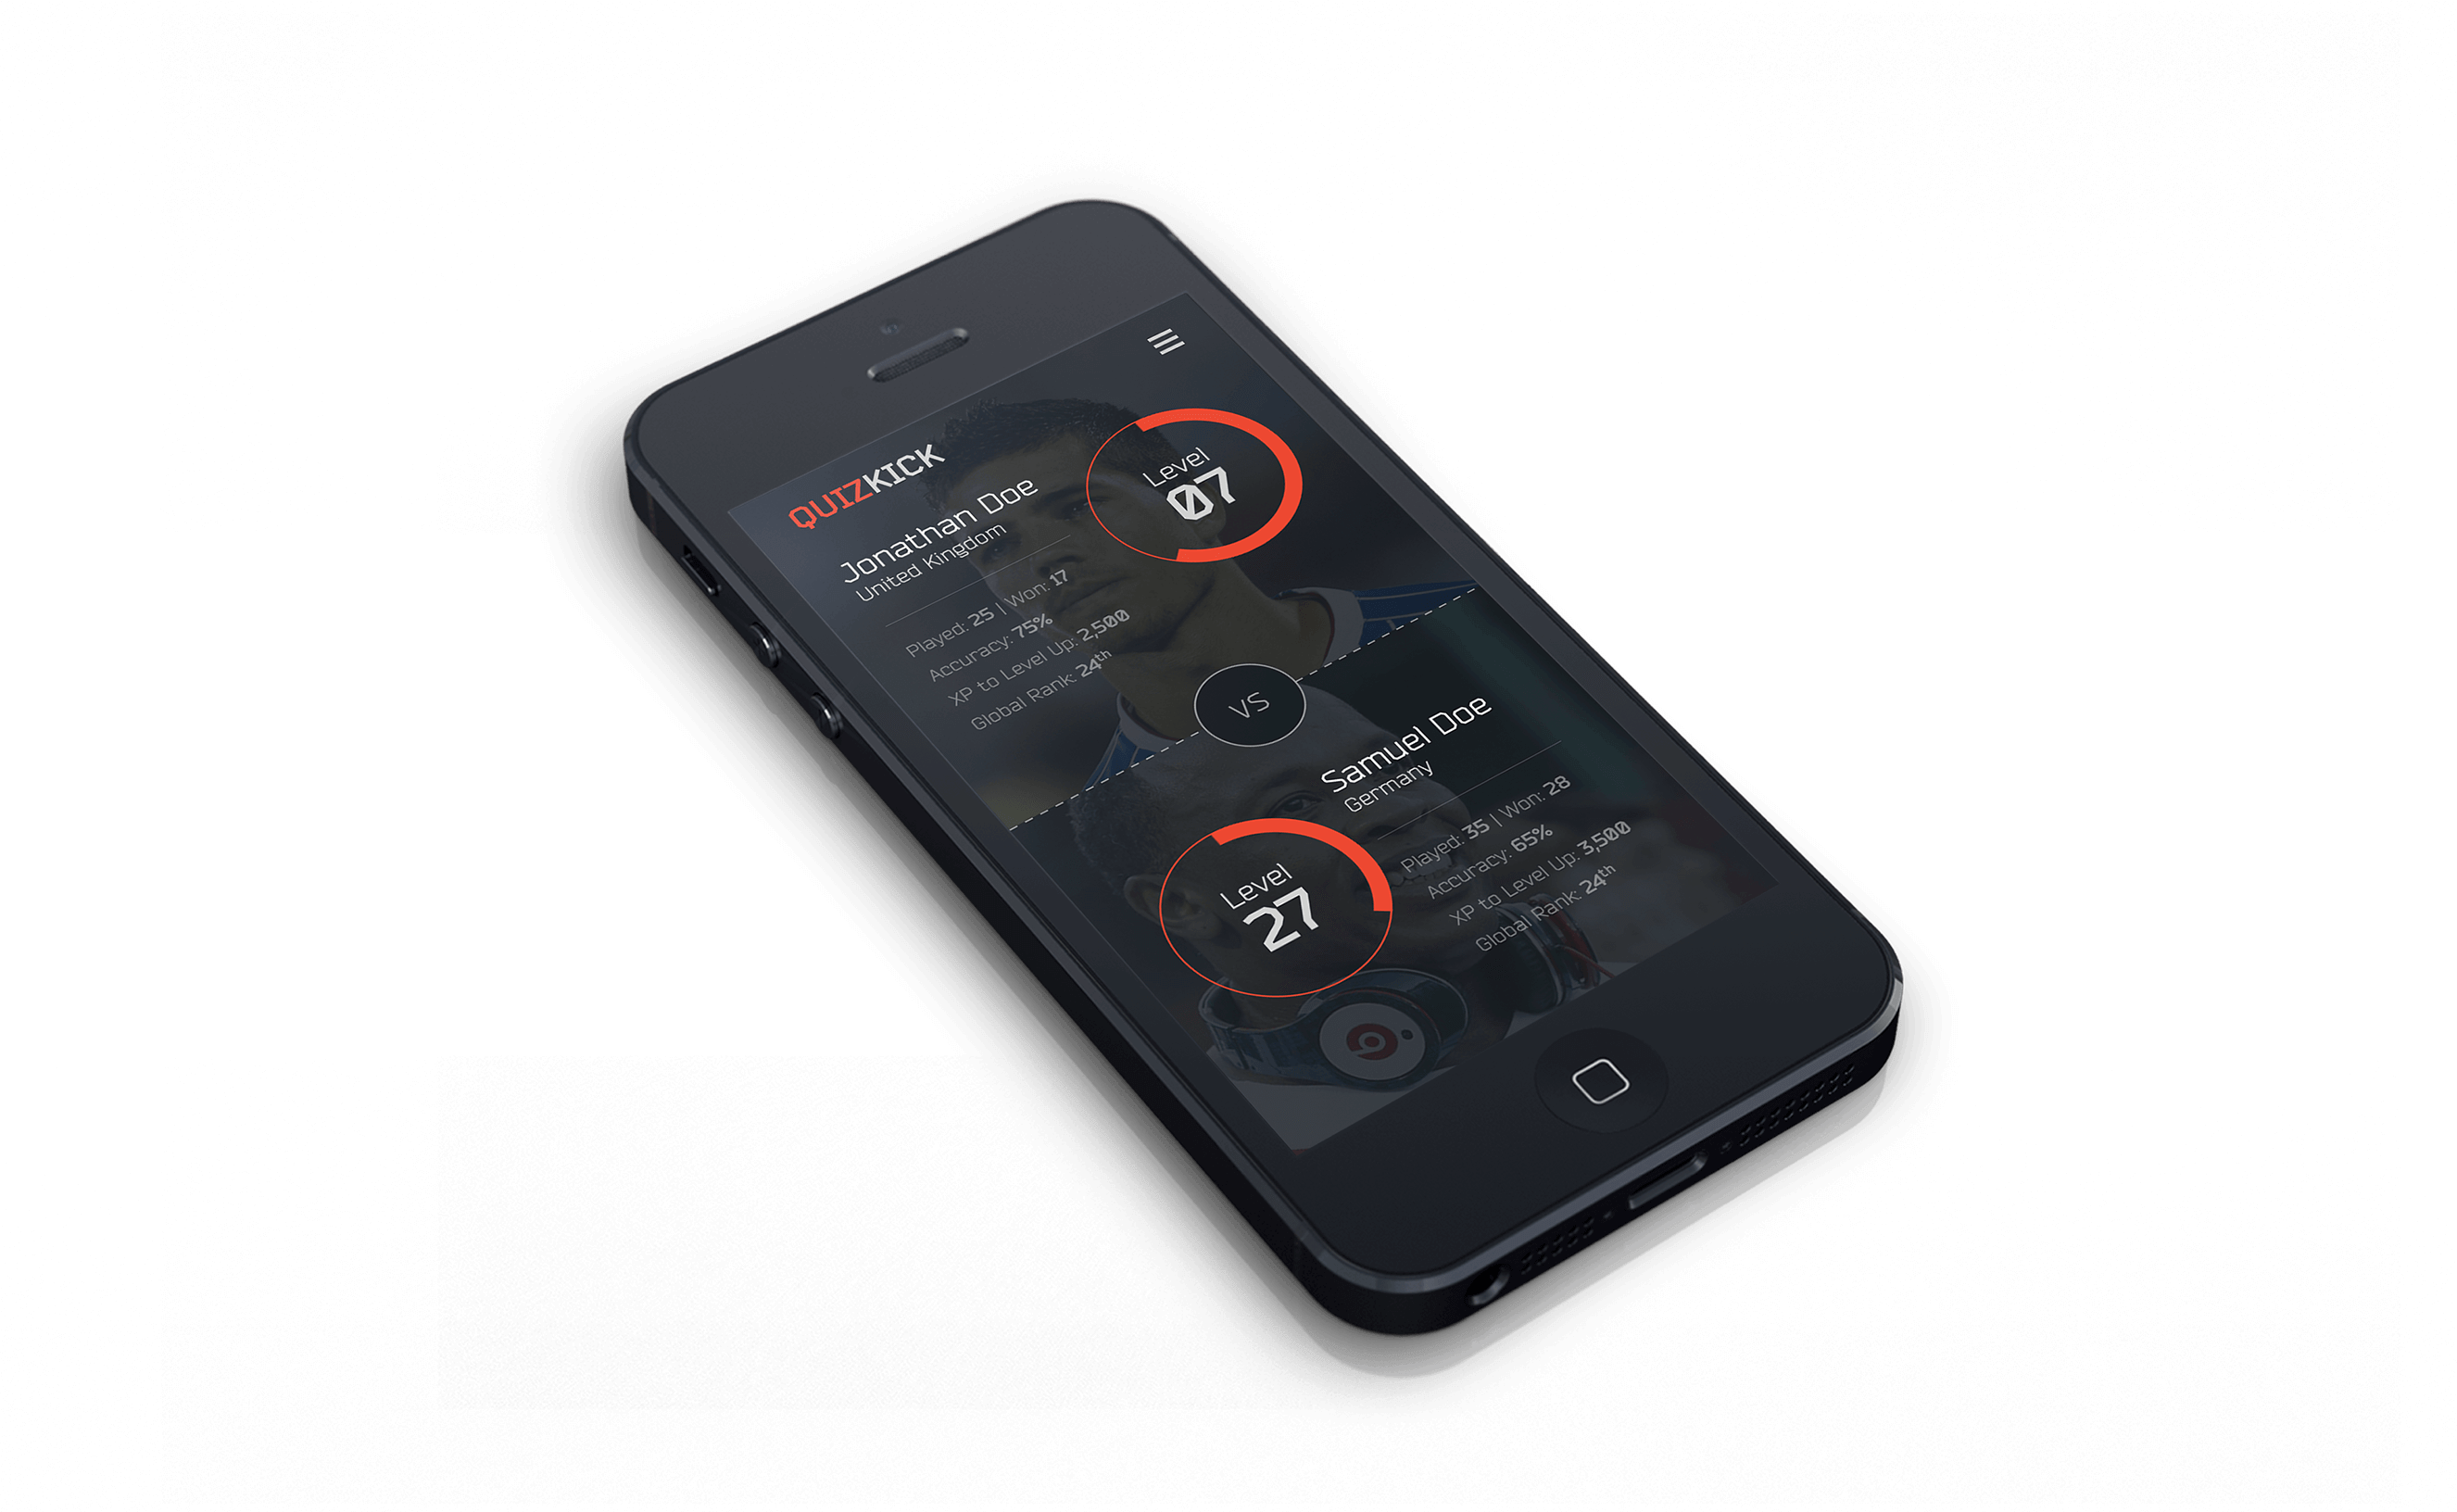 QUIZKICK
Jonathan Doe
United Kingdom
Played: 25 | Won: 17
Accuracy: 75%
XP to Level Up: 2,500
Global Rank: 24th
Level
07
VS
Samuel Doe
Germany
Played: 35 | Won: 28
Accuracy: 65%
XP to Level Up: 3,500
Global Rank: 24th
Level
27